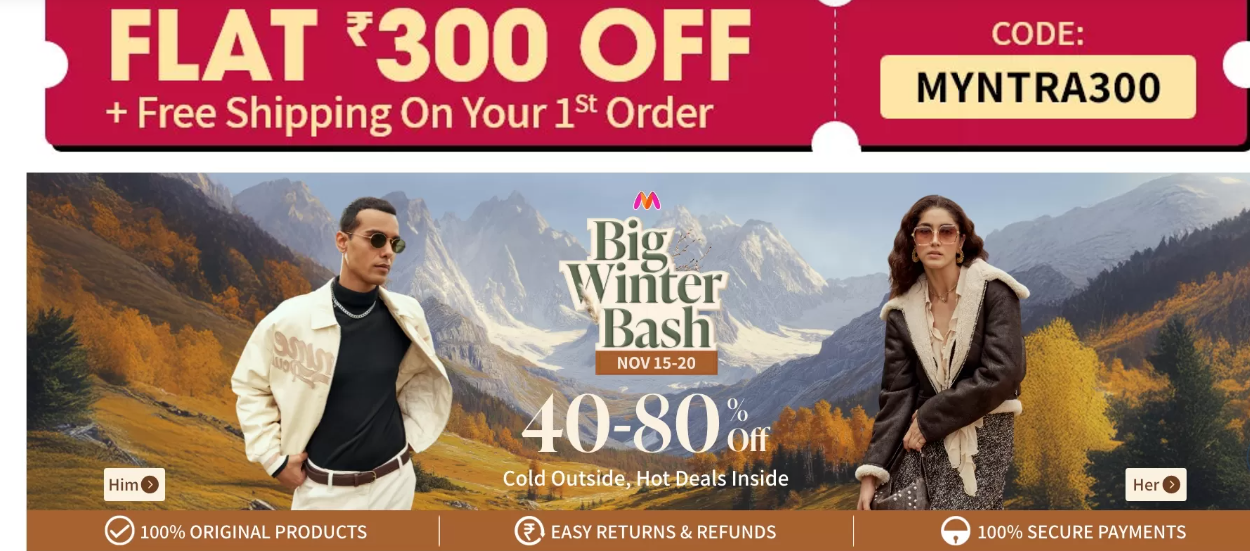 FLAT ₹300 OFF
+ Free Shipping On Your 1st Order
CODE:
MYNTRA300
Big
Winter
Bash
NOV 15-20
40-80% Off
Cold Outside, Hot Deals Inside
Him
Her
100% ORIGINAL PRODUCTS
EASY RETURNS & REFUNDS
100% SECURE PAYMENTS